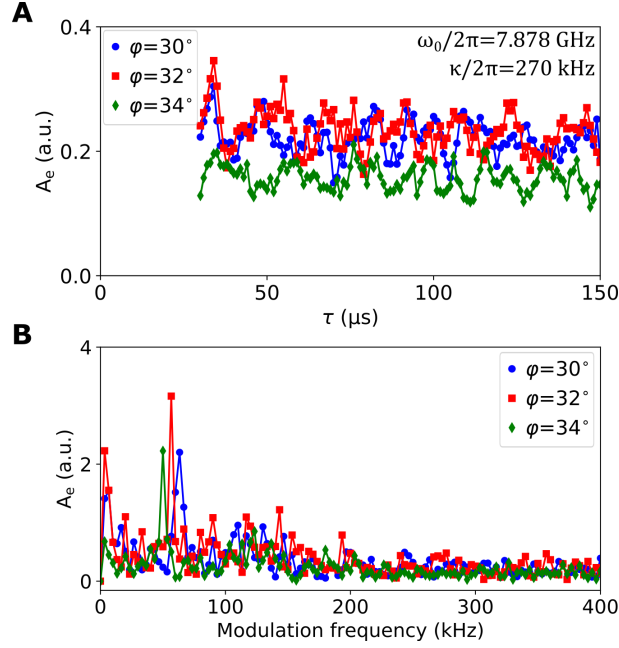 A
0.4
φ=30°
φ=32°
φ=34°
ω₀/2π=7.878 GHz
κ/2π=270 kHz
Aₑ (a.u.)
0.2
0.0
0
50
100
150
τ (μs)
B
4
φ=30°
φ=32°
φ=34°
Aₑ (a.u.)
2
0
0
100
200
300
400
Modulation frequency (kHz)